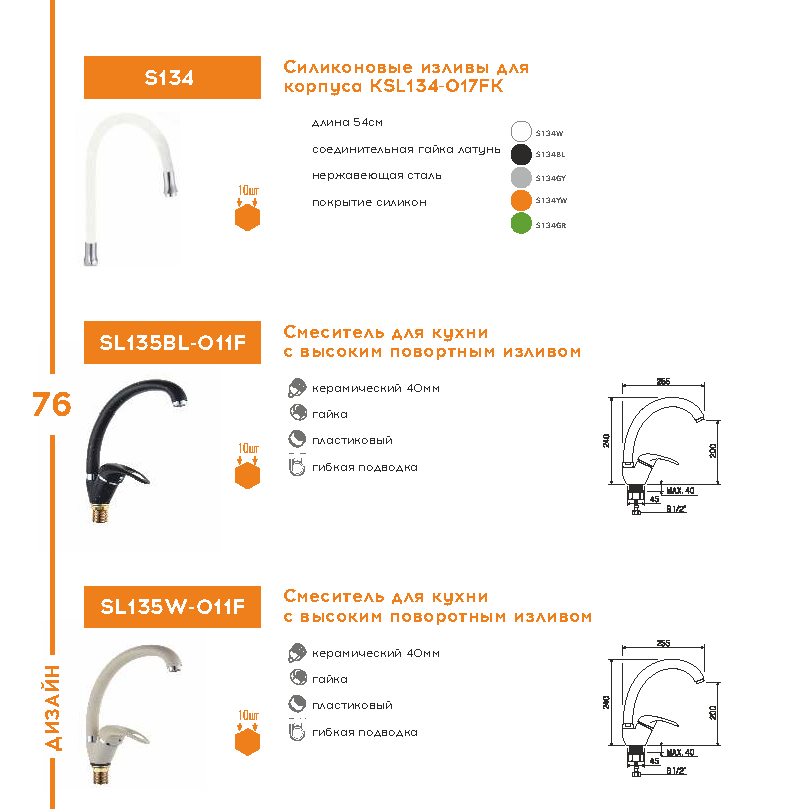 S134
Силиконовые изливы для
корпуса KSL134-017FK
длина 54см
соединительная гайка латунь
нержавеющая сталь
покрытие силикон
10шт
S134W
S134BL
S134GY
S134YW
S134GR
SL135BL-011F
Смеситель для кухни
с высоким повортным изливом
керамический 40мм
гайка
пластиковый
гибкая подводка
10шт
255
240
200
MAX. 40
45
G 1/2"
76
SL135W-011F
Смеситель для кухни
с высоким поворотным изливом
керамический 40мм
гайка
пластиковый
гибкая подводка
10шт
255
240
200
MAX. 40
45
G 1/2"
ДИЗАЙН